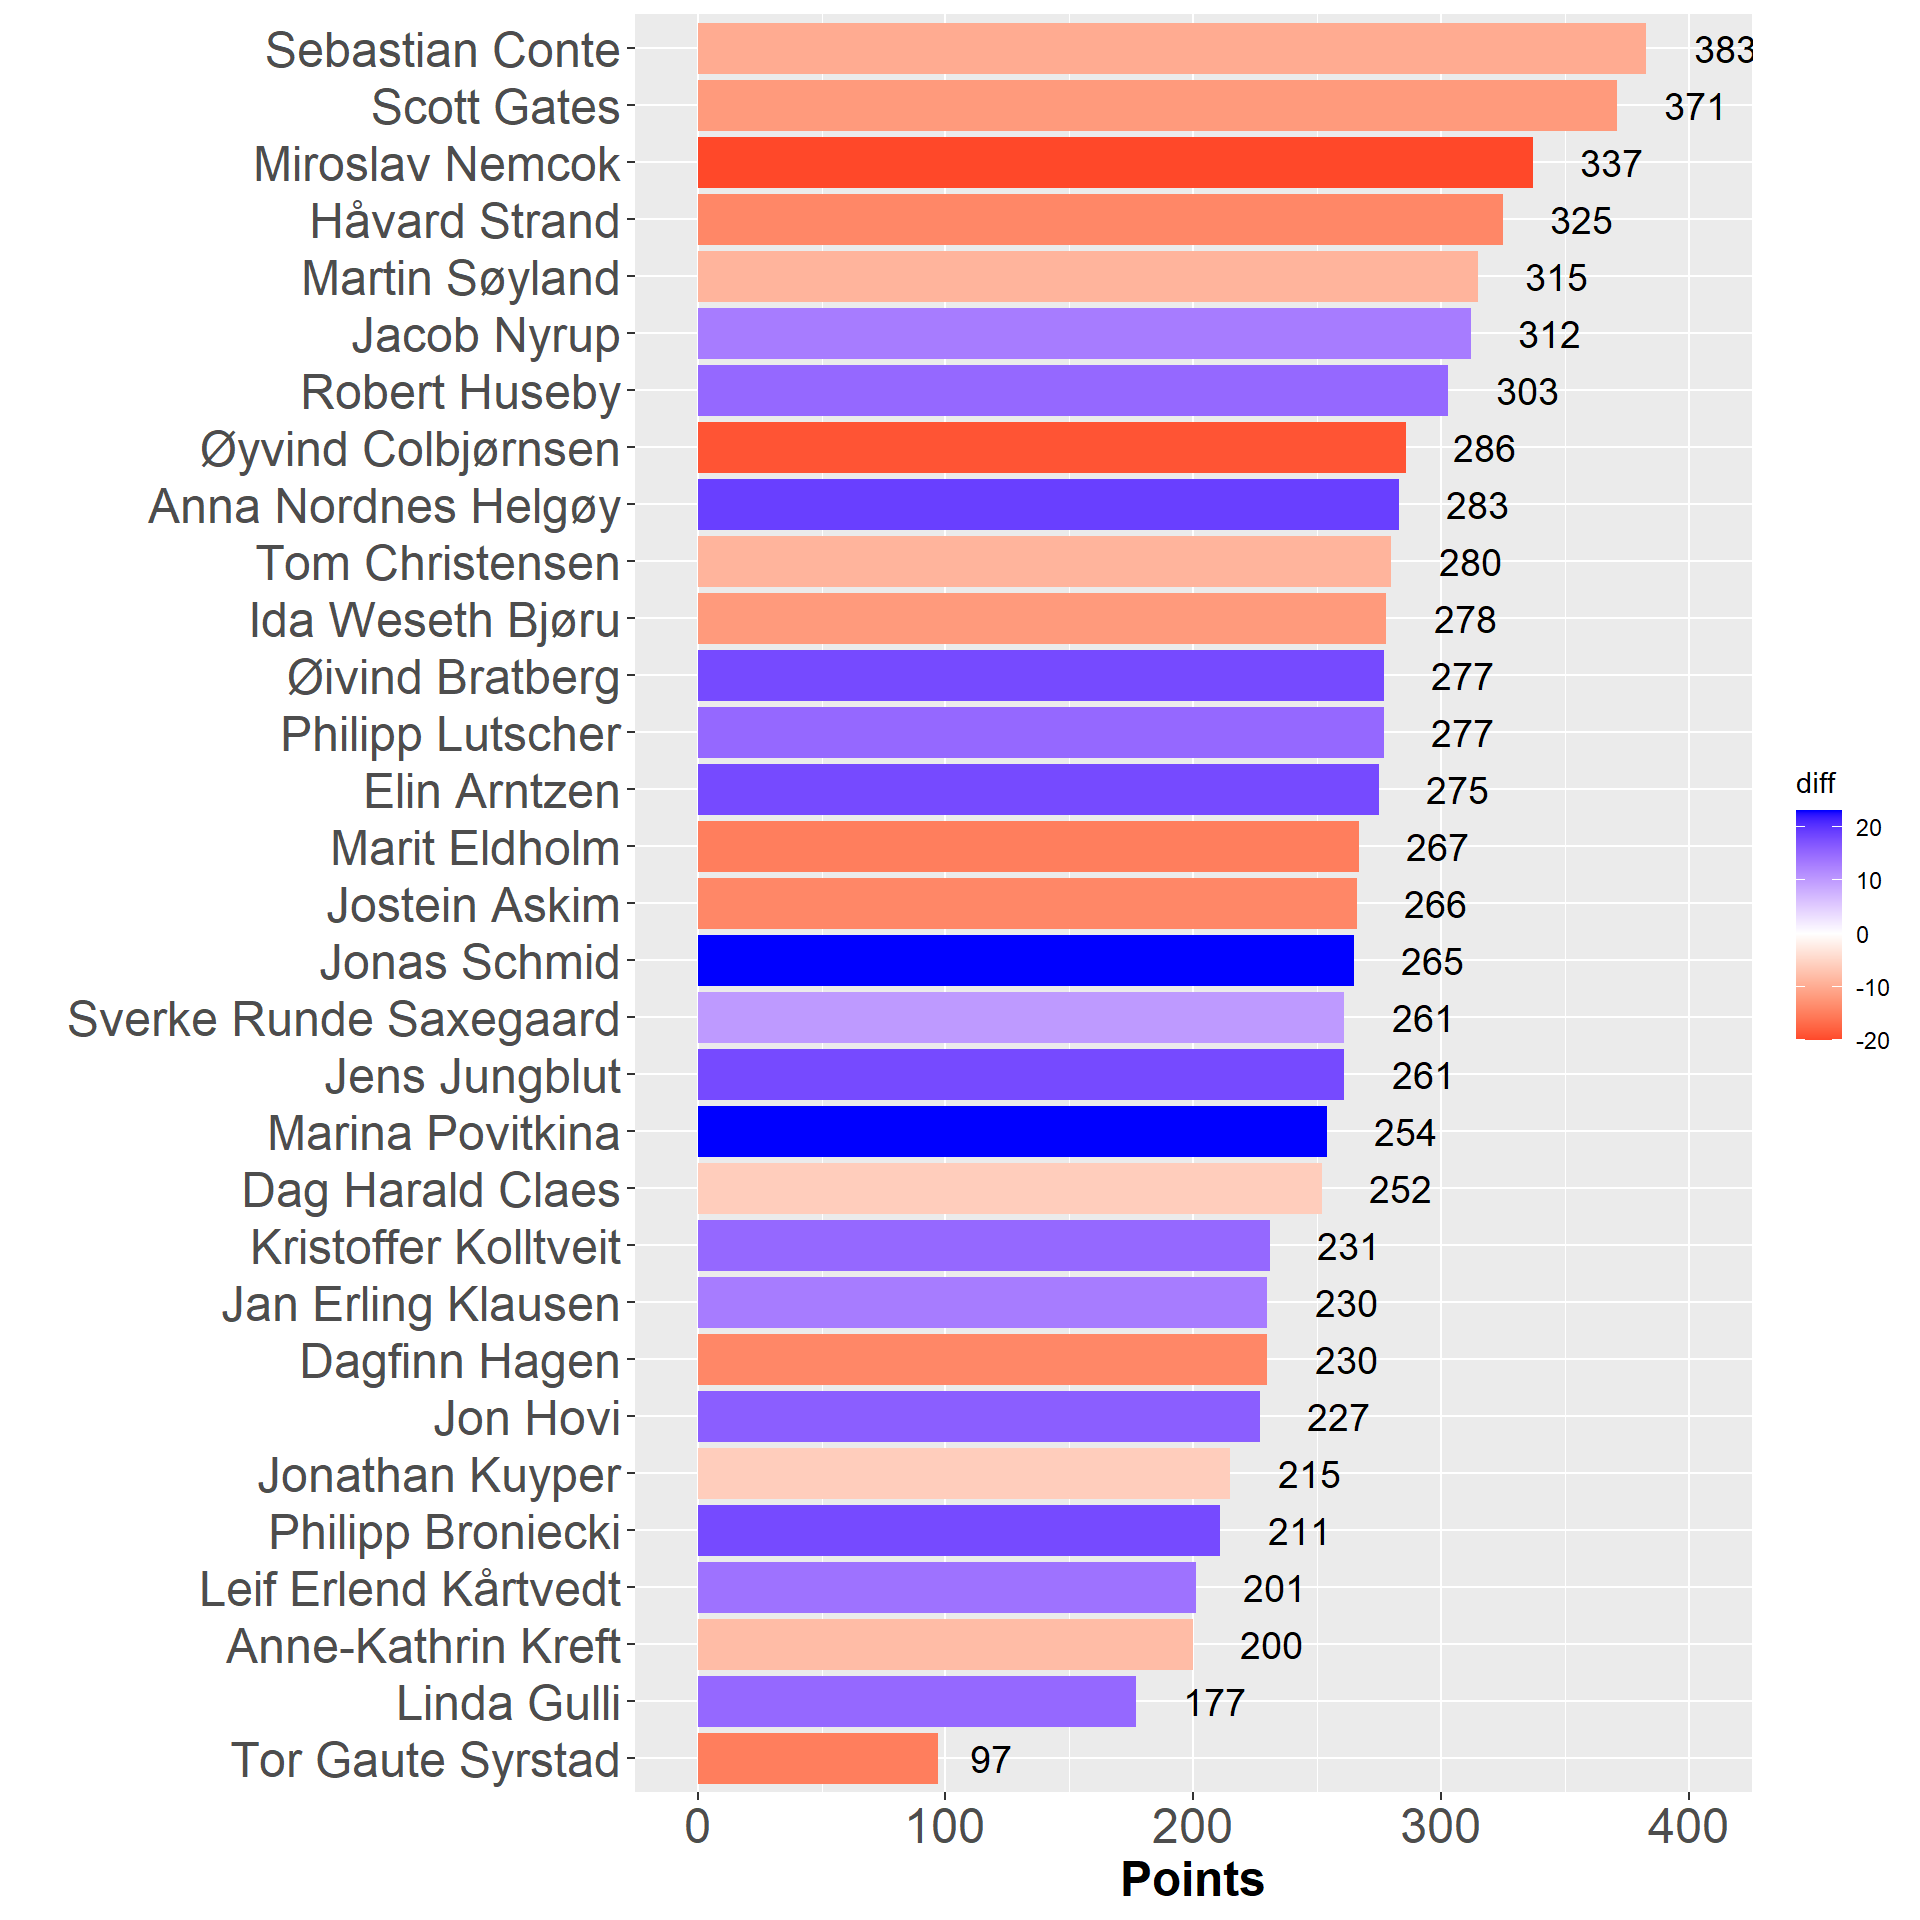 Sebastian Conte 383
Scott Gates 371
Miroslav Nemcok 337
Håvard Strand 325
Martin Søyland 315
Jacob Nyrup 312
Robert Huseby 303
Øyvind Colbjørnsen 286
Anna Nordnes Helgøy 283
Tom Christensen 280
Ida Weseth Bjøru 278
Øivind Bratberg 277
Philipp Lutscher 277
Elin Arntzen 275
Marit Eldholm 267
Jostein Askim 266
Jonas Schmid 265
Sverke Runde Saxegaard 261
Jens Jungblut 261
Marina Povitkina 254
Dag Harald Claes 252
Kristoffer Kolltveit 231
Jan Erling Klausen 230
Dagfinn Hagen 230
Jon Hovi 227
Jonathan Kuyper 215
Philipp Broniecki 211
Leif Erlend Kårtvedt 201
Anne-Kathrin Kreft 200
Linda Gulli 177
Tor Gaute Syrstad 97
0 100 200 300 400
Points
diff
20
10
0
-10
-20